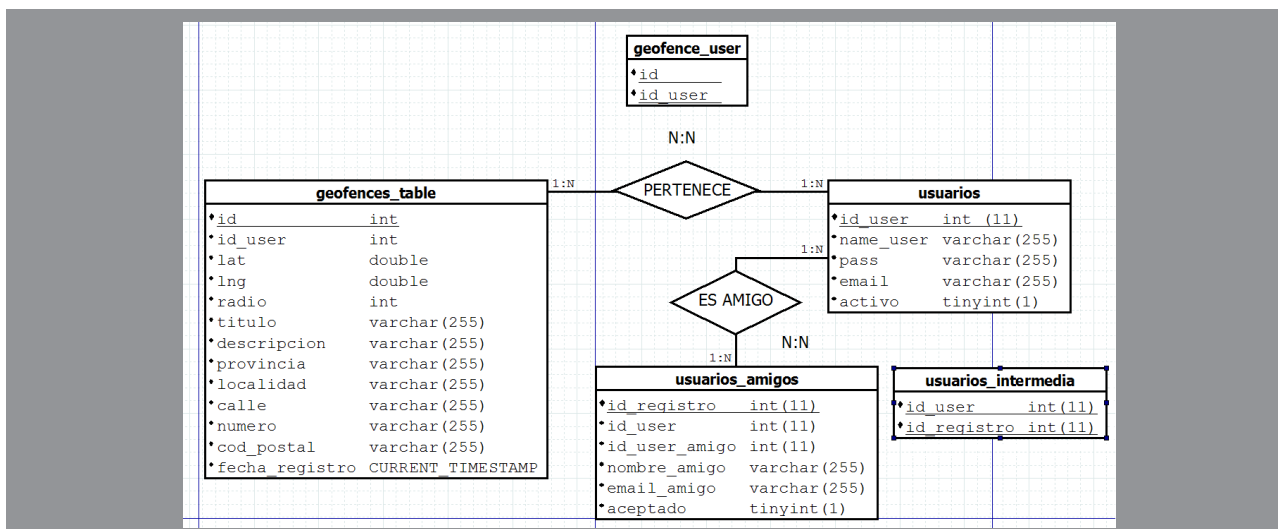 geofence_user
id
id_user
N:N
1:N
PERTENECE
1:N
geofences_table
id int
id_user int
lat double
lng double
radio int
titulo varchar(255)
descripcion varchar(255)
provincia varchar(255)
localidad varchar(255)
calle varchar(255)
numero varchar(255)
cod_postal varchar(255)
fecha_registro CURRENT_TIMESTAMP
usuarios
id_user int (11)
name_user varchar(255)
pass varchar(255)
email varchar(255)
activo tinyint(1)
1:N
ES AMIGO
N:N
1:N
usuarios_amigos
id_registro int(11)
id_user int(11)
id_user_amigo int(11)
nombre_amigo varchar(255)
email_amigo varchar(255)
aceptado tinyint(1)
usuarios_intermedia
id_user int(11)
id_registro int(11)